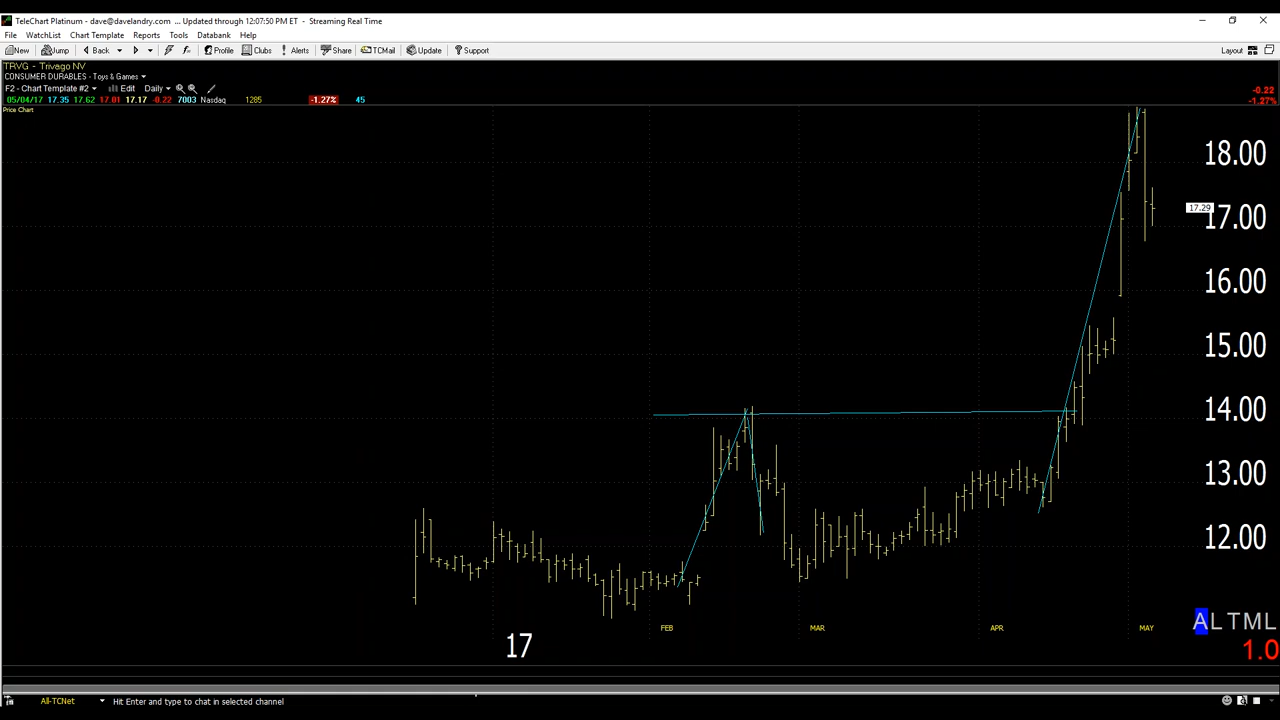 TeleChart Platinum - dave@davelandry.com ... Updated through 12:07:50 PM ET - Streaming Real Time
File WatchList Chart Template Reports Tools Databank Help
New Jump Back Profile Clubs Alerts Share TCMail Update Support Layout
TRVG - Trivago NV
CONSUMER DURABLES - Toys & Games
F2 - Chart Template #2 Edit Daily
05/04/17 17.35 17.62 17.01 17.17 -0.22 7003 Nasdaq 1285 -1.27% 45
-0.22
-1.27%
Price Chart
18.00
17.29
17.00
16.00
15.00
14.00
13.00
12.00
FEB MAR APR MAY
ALTML
17
1.0
All-TCNet Hit Enter and type to chat in selected channel